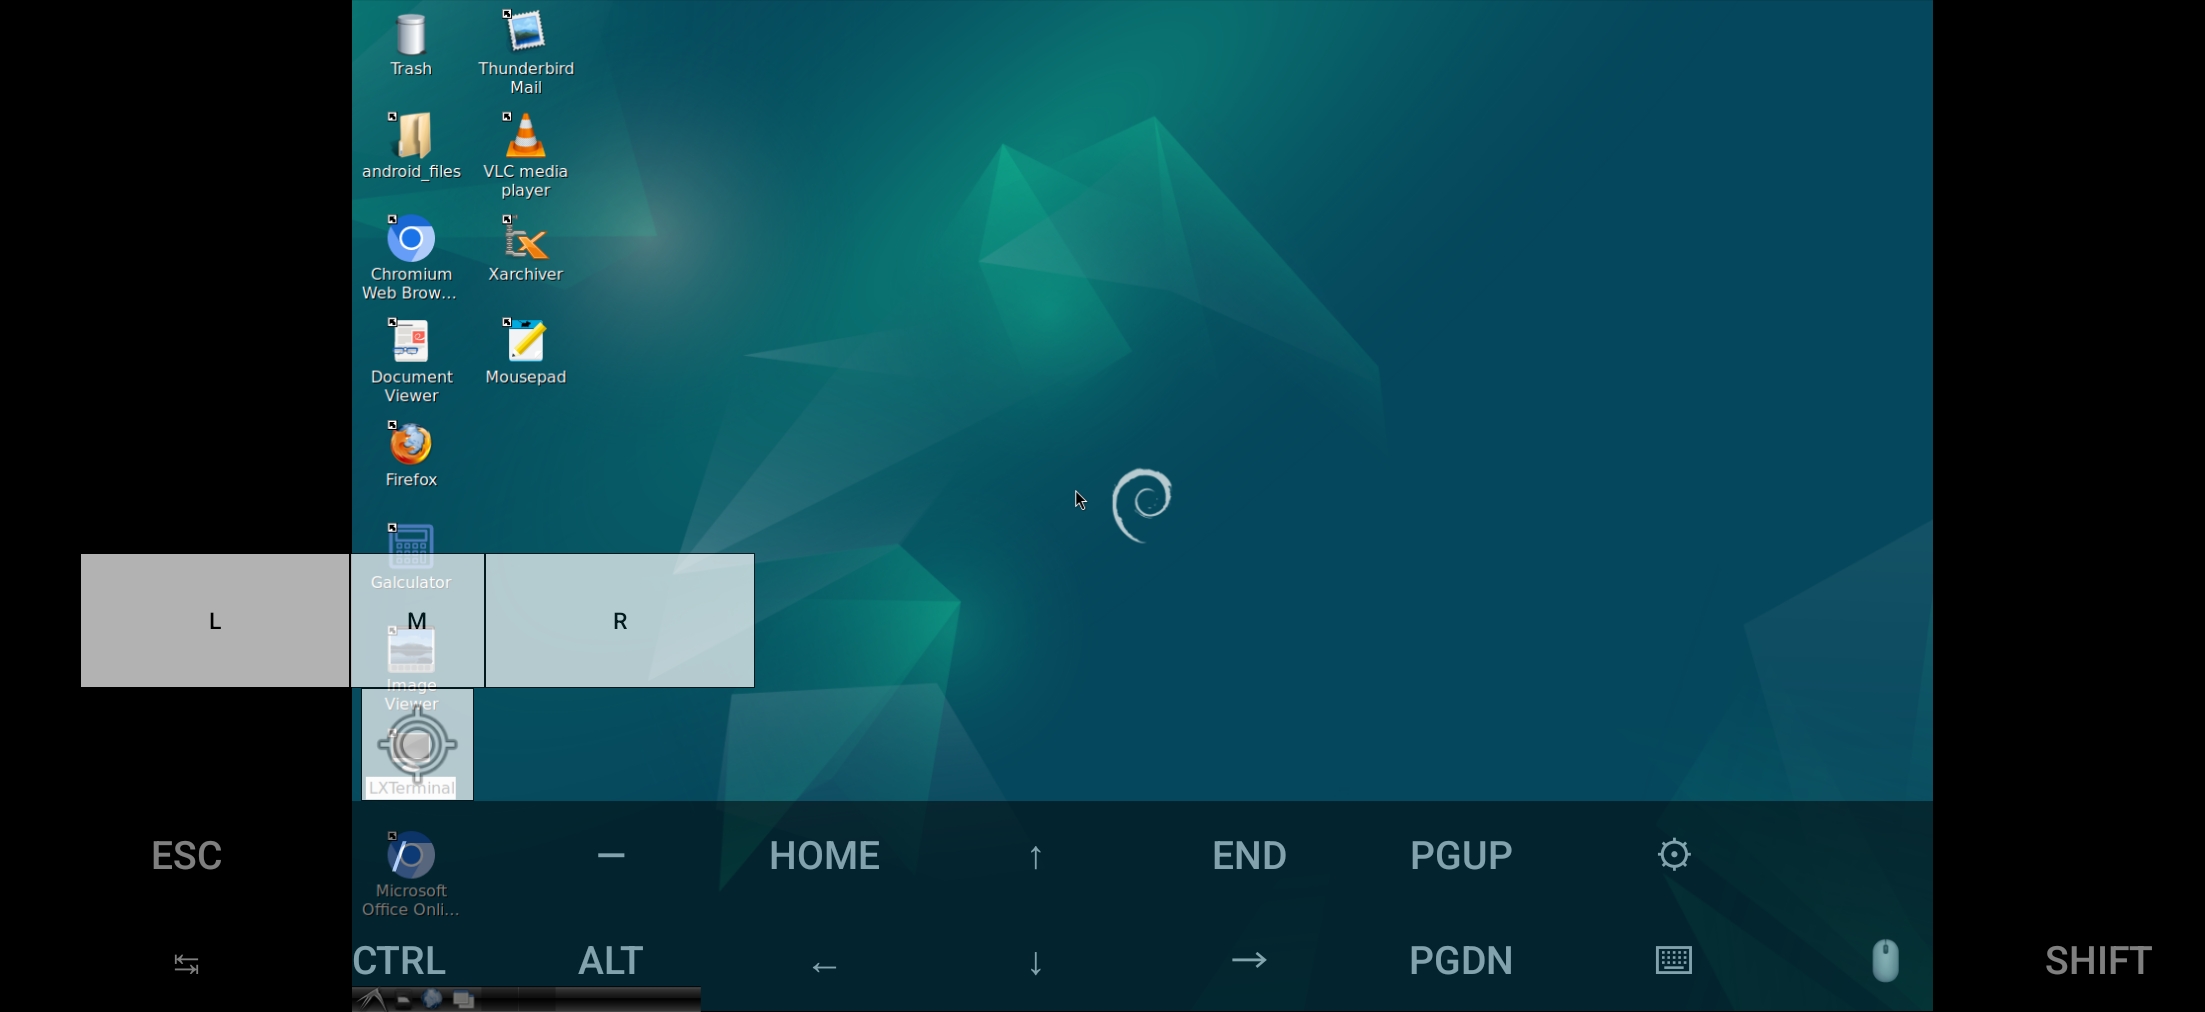 Trash
Thunderbird
Mail
android_files
VLC media
player
Chromium
Web Brow...
Xarchiver
Document
Viewer
Mousepad
Firefox
Galculator
L
M
R
Image
Viewer
LXTerminal
ESC
/
—
HOME
↑
END
PGUP
Microsoft
Office Onli...
↹
CTRL
ALT
←
↓
→
PGDN
SHIFT